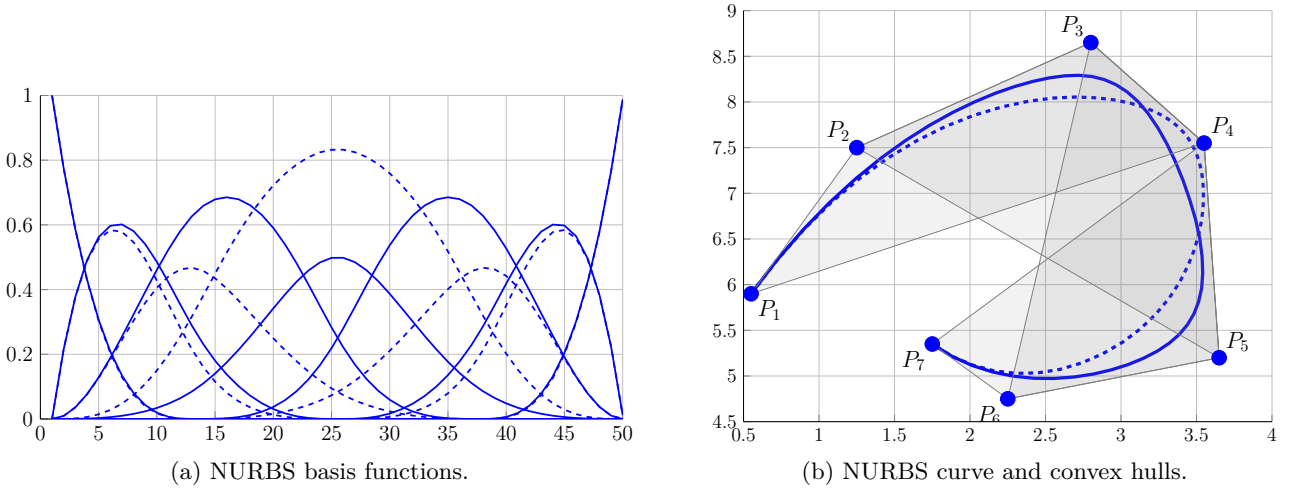 9
P₃
8.5
1
8
P₂
P₄
0.8
7.5
7
0.6
6.5
0.4
6
P₁
5.5
P₅
0.2
P₇
5
P₆
0
4.5
0 5 10 15 20 25 30 35 40 45 50
0.5 1 2 2.5 3 3.5 4
(a) NURBS basis functions.
(b) NURBS curve and convex hulls.